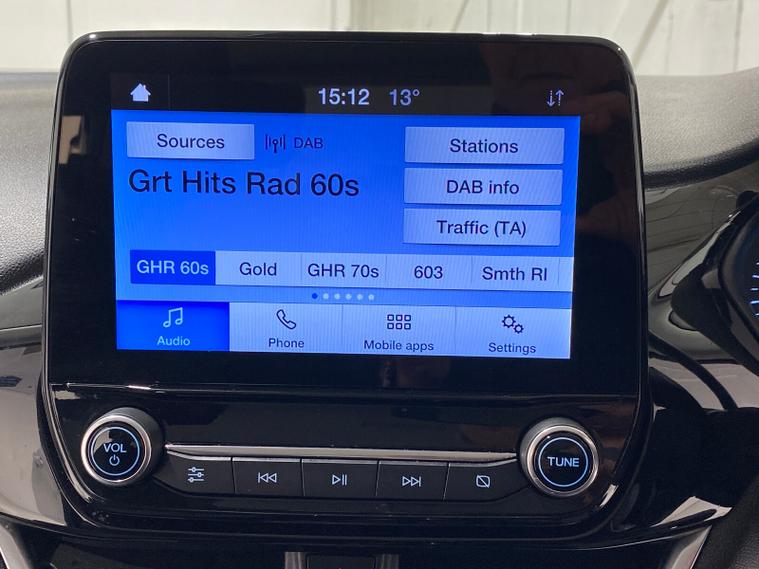 15:12 13°
Sources DAB Stations
Grt Hits Rad 60s
DAB info
Traffic (TA)
GHR 60s Gold GHR 70s 603 Smth Rl
Audio Phone Mobile apps Settings
VOL TUNE